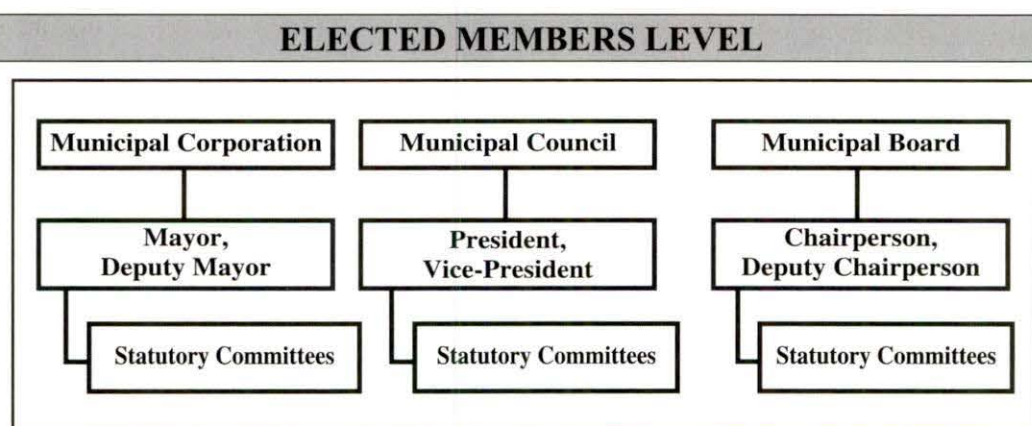 ELECTED MEMBERS LEVEL
Municipal Corporation
Mayor,
Deputy Mayor
Statutory Committees
Municipal Council
President,
Vice-President
Statutory Committees
Municipal Board
Chairperson,
Deputy Chairperson
Statutory Committees